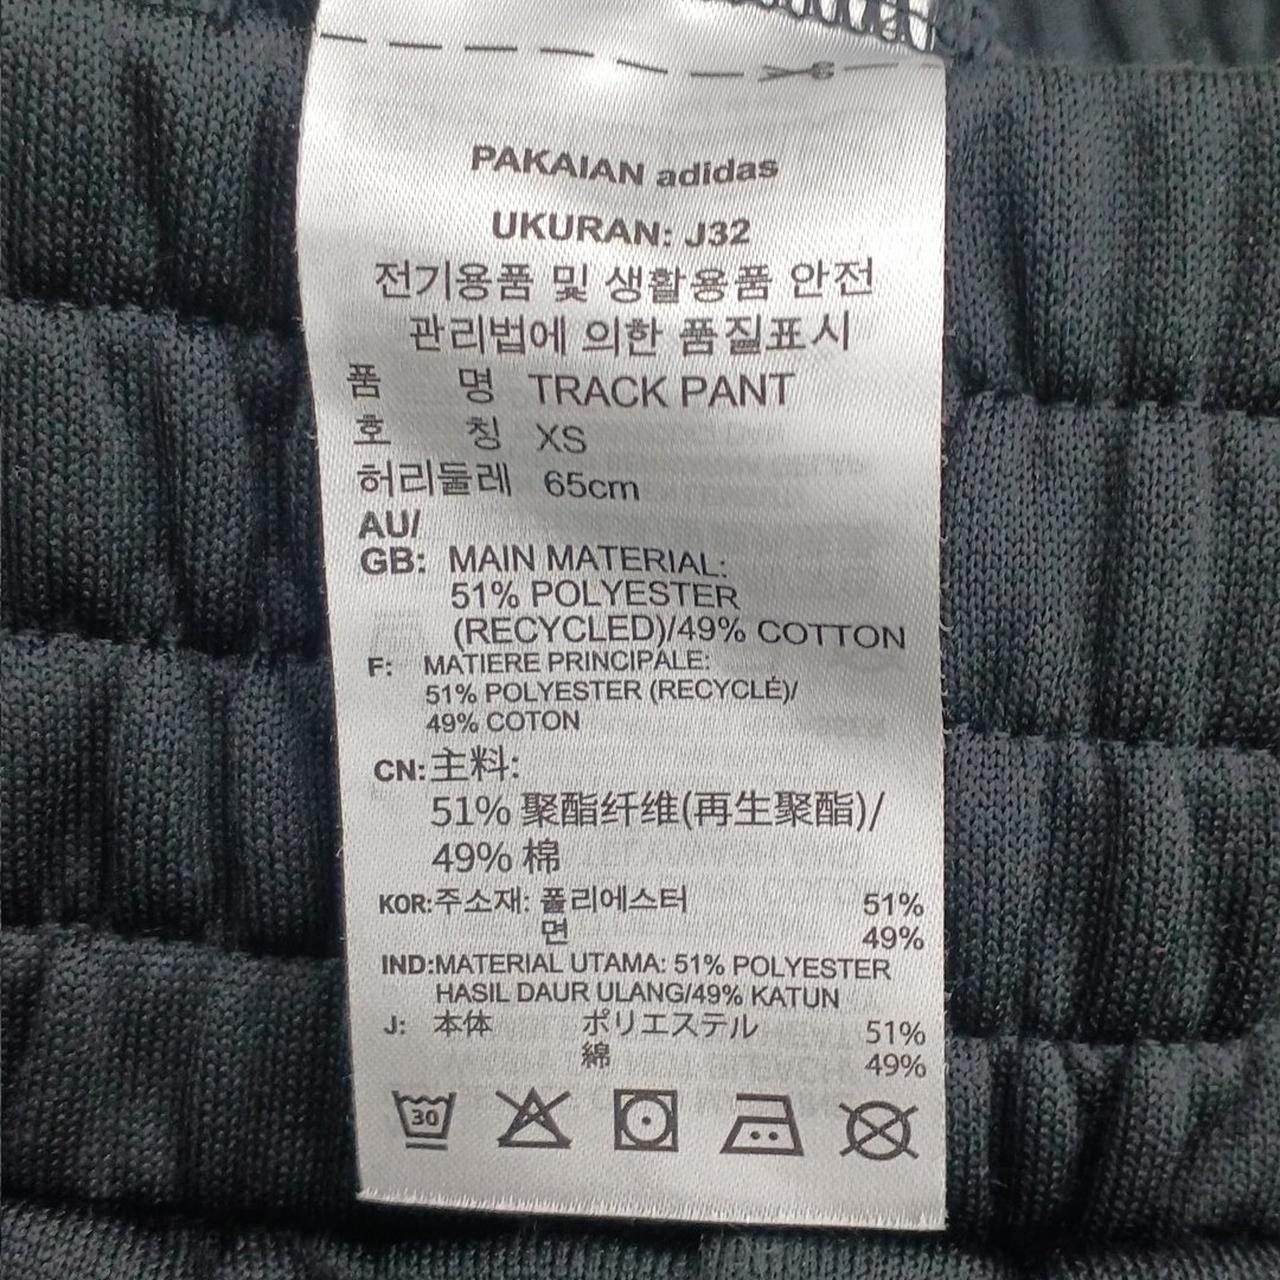 PAKAIAN adidas
UKURAN: J32
전기용품 및 생활용품 안전
관리법에 의한 품질표시
품 명 TRACK PANT
호 칭 XS
허리둘레 65cm
AU/
GB: MAIN MATERIAL:
51% POLYESTER
(RECYCLED)/49% COTTON
F: MATIERE PRINCIPALE:
51% POLYESTER (RECYCLÉ)/
49% COTON
CN:主料:
51% 聚酯纤维(再生聚酯)/
49% 棉
KOR:주소재: 폴리에스터 51%
면 49%
IND:MATERIAL UTAMA: 51% POLYESTER
HASIL DAUR ULANG/49% KATUN
J: 本体 ポリエステル 51%
綿 49%
30